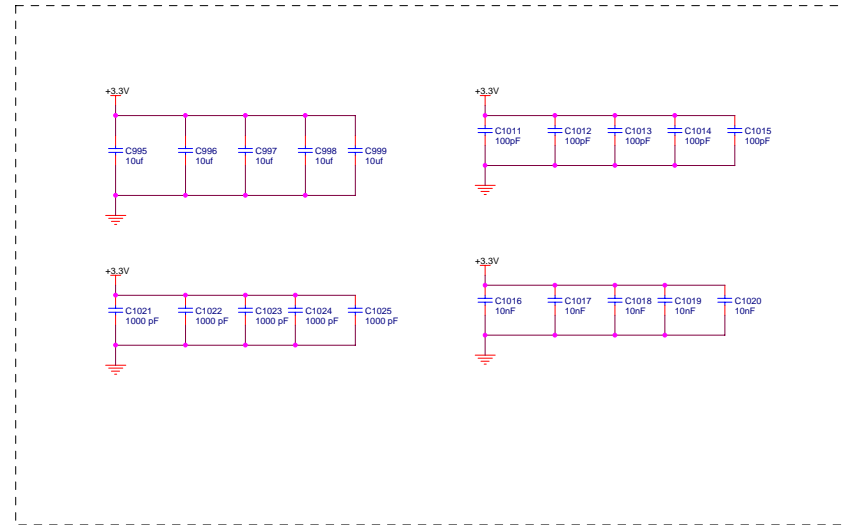 +3.3V
C995
10uf
C996
10uf
C997
10uf
C998
10uf
C999
10uf
+3.3V
C1011
100pF
C1012
100pF
C1013
100pF
C1014
100pF
C1015
100pF
+3.3V
C1021
1000 pF
C1022
1000 pF
C1023
1000 pF
C1024
1000 pF
C1025
1000 pF
+3.3V
C1016
10nF
C1017
10nF
C1018
10nF
C1019
10nF
C1020
10nF